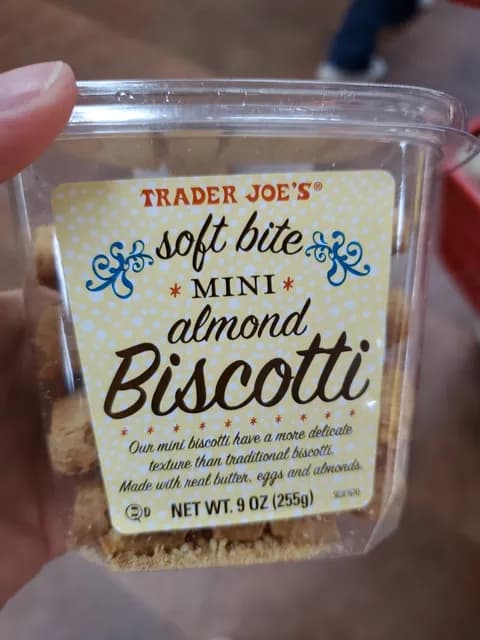 TRADER JOE'S®
soft bite
* MINI *
almond
Biscotti
Our mini biscotti have a more delicate
texture than traditional biscotti.
Made with real butter, eggs and almonds.
D NET WT. 9 OZ (255g)